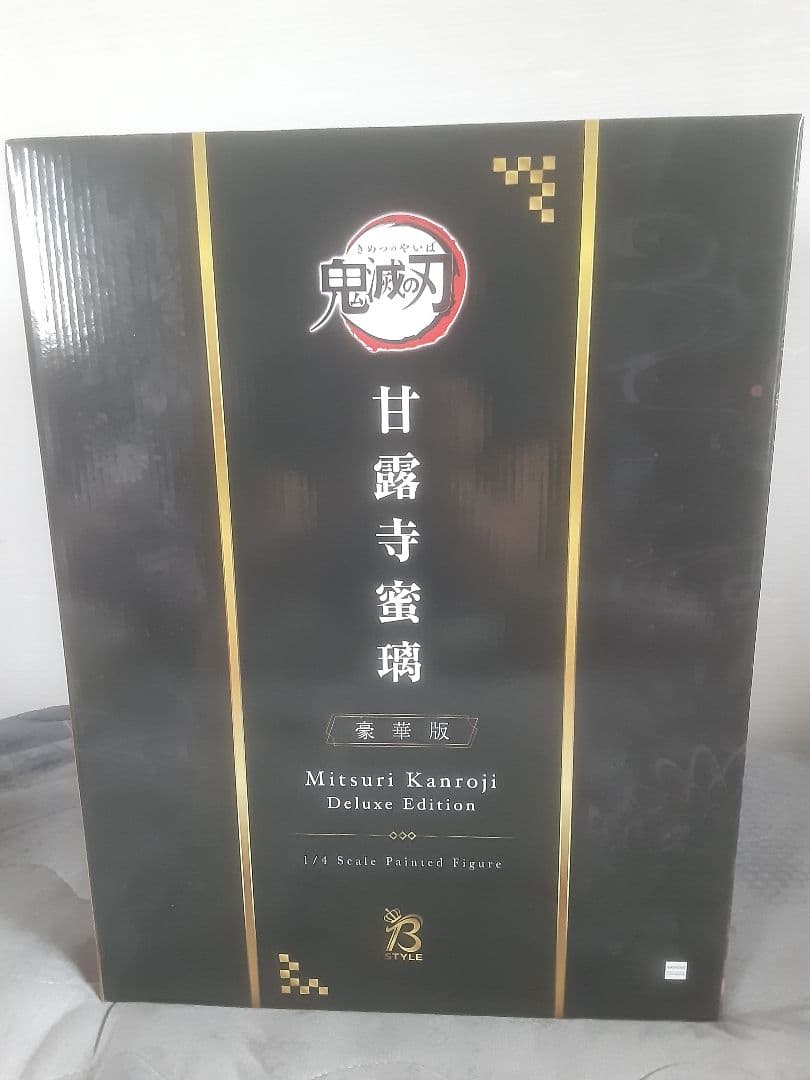 きめつのやいば
鬼滅の刃
甘露寺蜜璃
豪華版
Mitsuri Kanroji
Deluxe Edition
1/4 Scale Painted Figure
B
STYLE